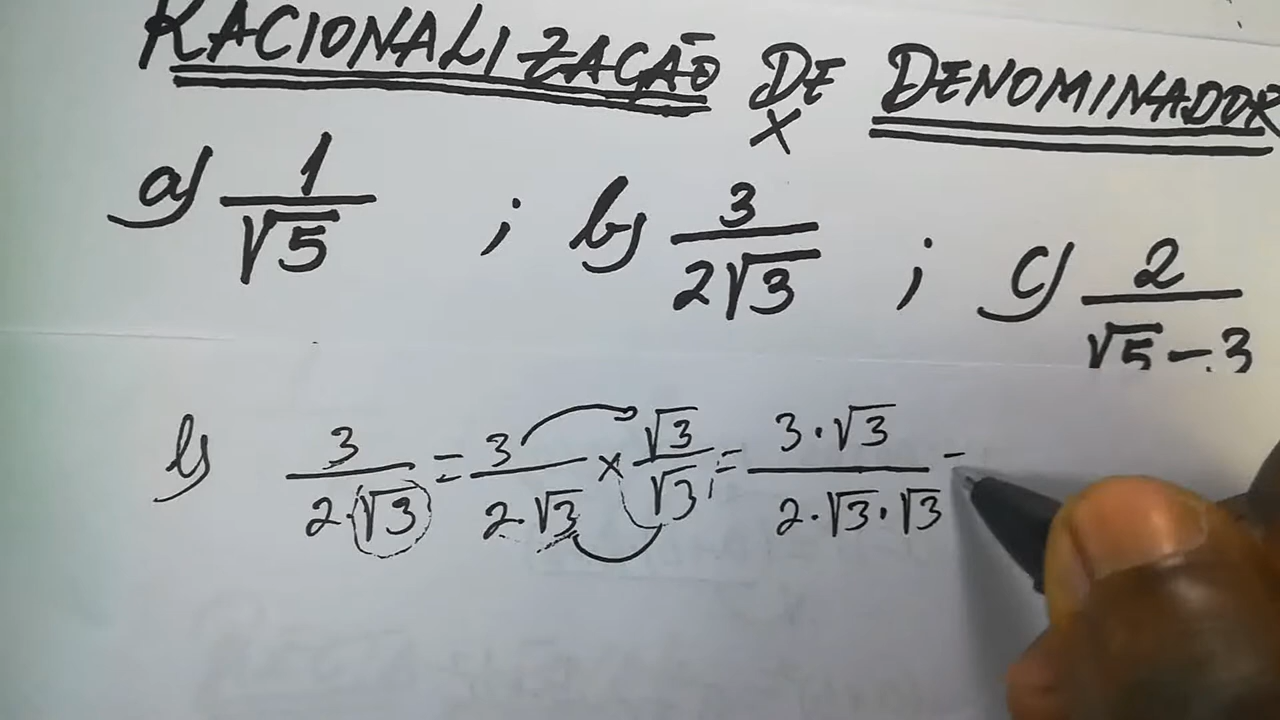 RACIONALIZAÇÃO DE DENOMINADOR
X
a) 1/√5 ; b) 3/2√3 ; c) 2/√5-3
b) 3/2·√3 = 3/2·√3 × √3/√3 = 3·√3/2·√3·√3 -